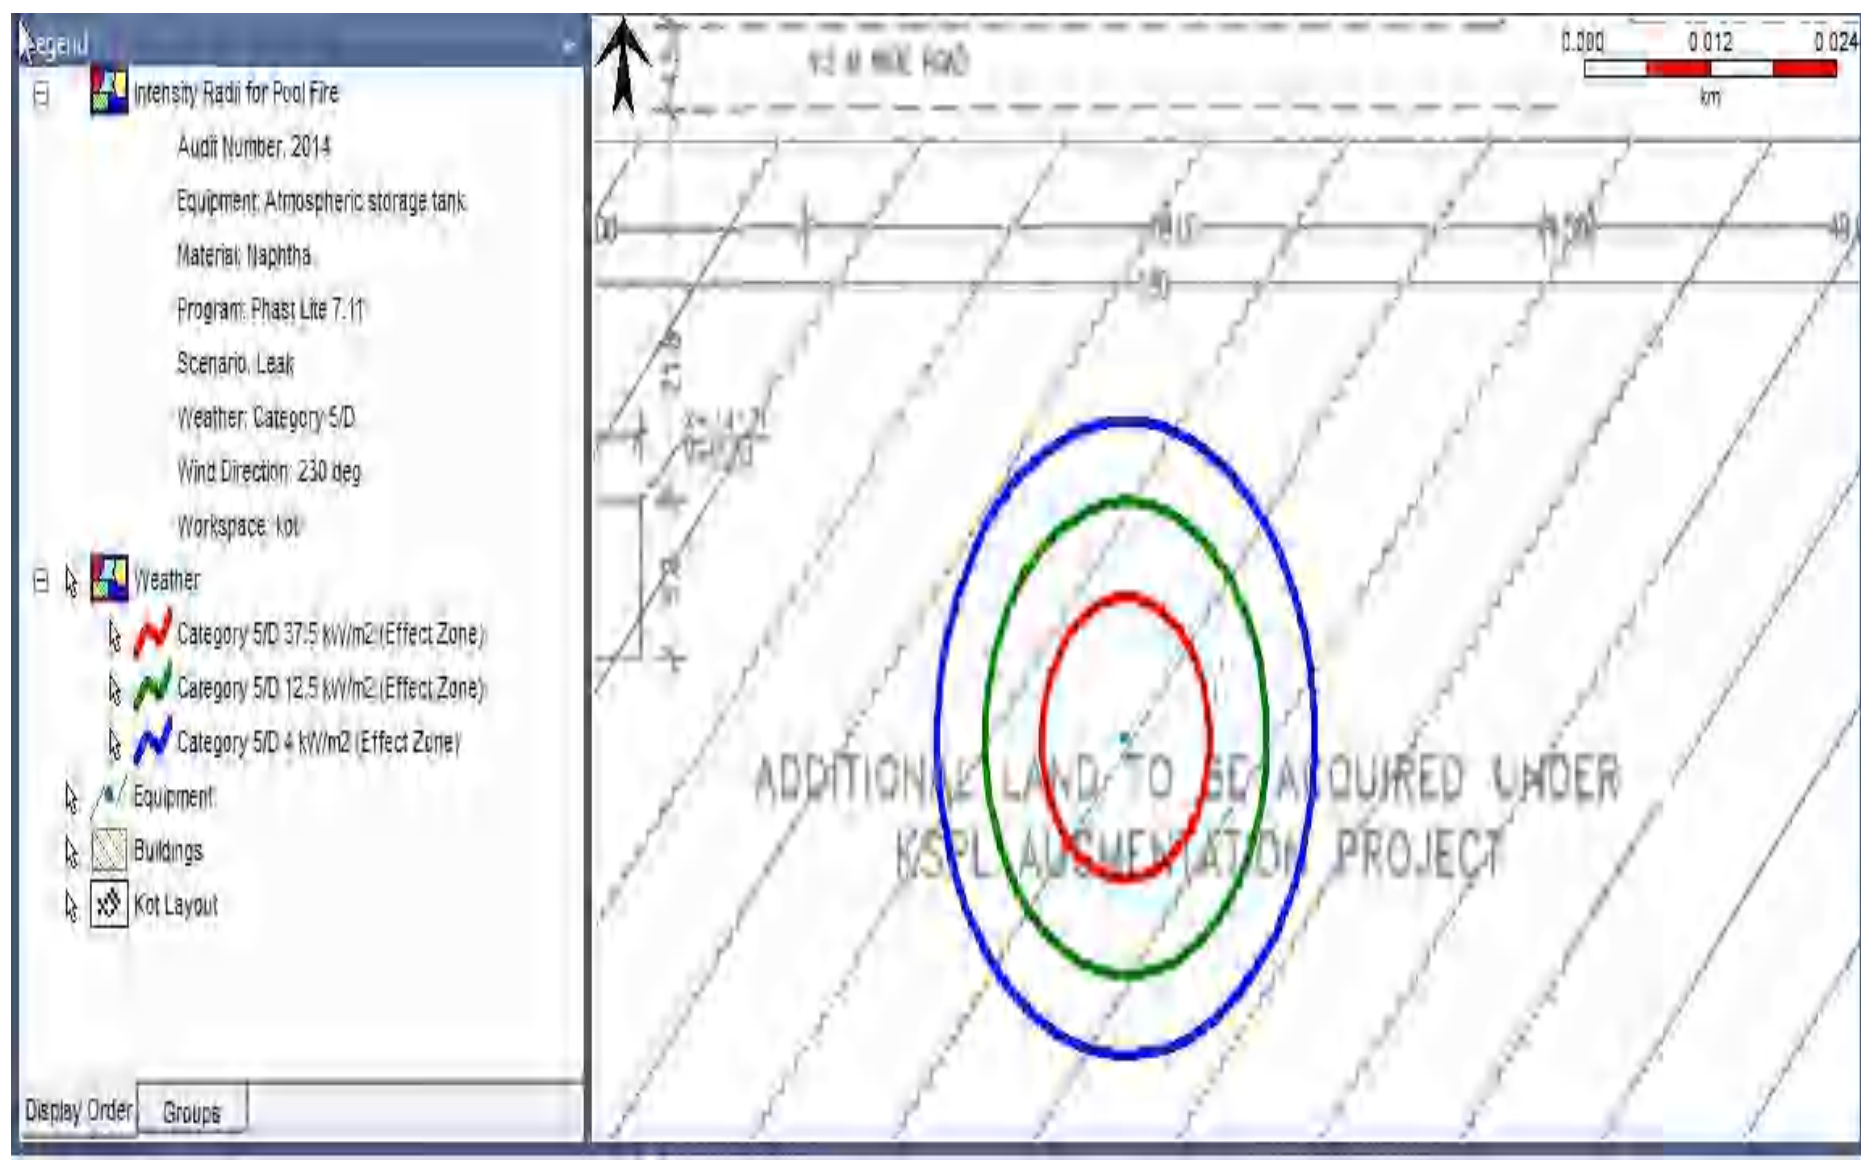 Legend
Intensity Radii for Pool Fire
Audit Number: 2014
Equipment: Atmospheric storage tank
Material: Naphtha
Program: Phast Lite 7.11
Scenario: Leak
Weather: Category 5/D
Wind Direction: 230 deg
Workspace: kot
Weather
Category 5/D 37.5 kW/m2 (Effect Zone)
Category 5/D 12.5 kW/m2 (Effect Zone)
Category 5/D 4 kW/m2 (Effect Zone)
Equipment
Buildings
Kot Layout
Display Order
Groups
WIDE ROAD
0.000 0.012 0.024
km
ADDITIONAL LAND TO BE ACQUIRED UNDER
KSPL AUGMENTATION PROJECT